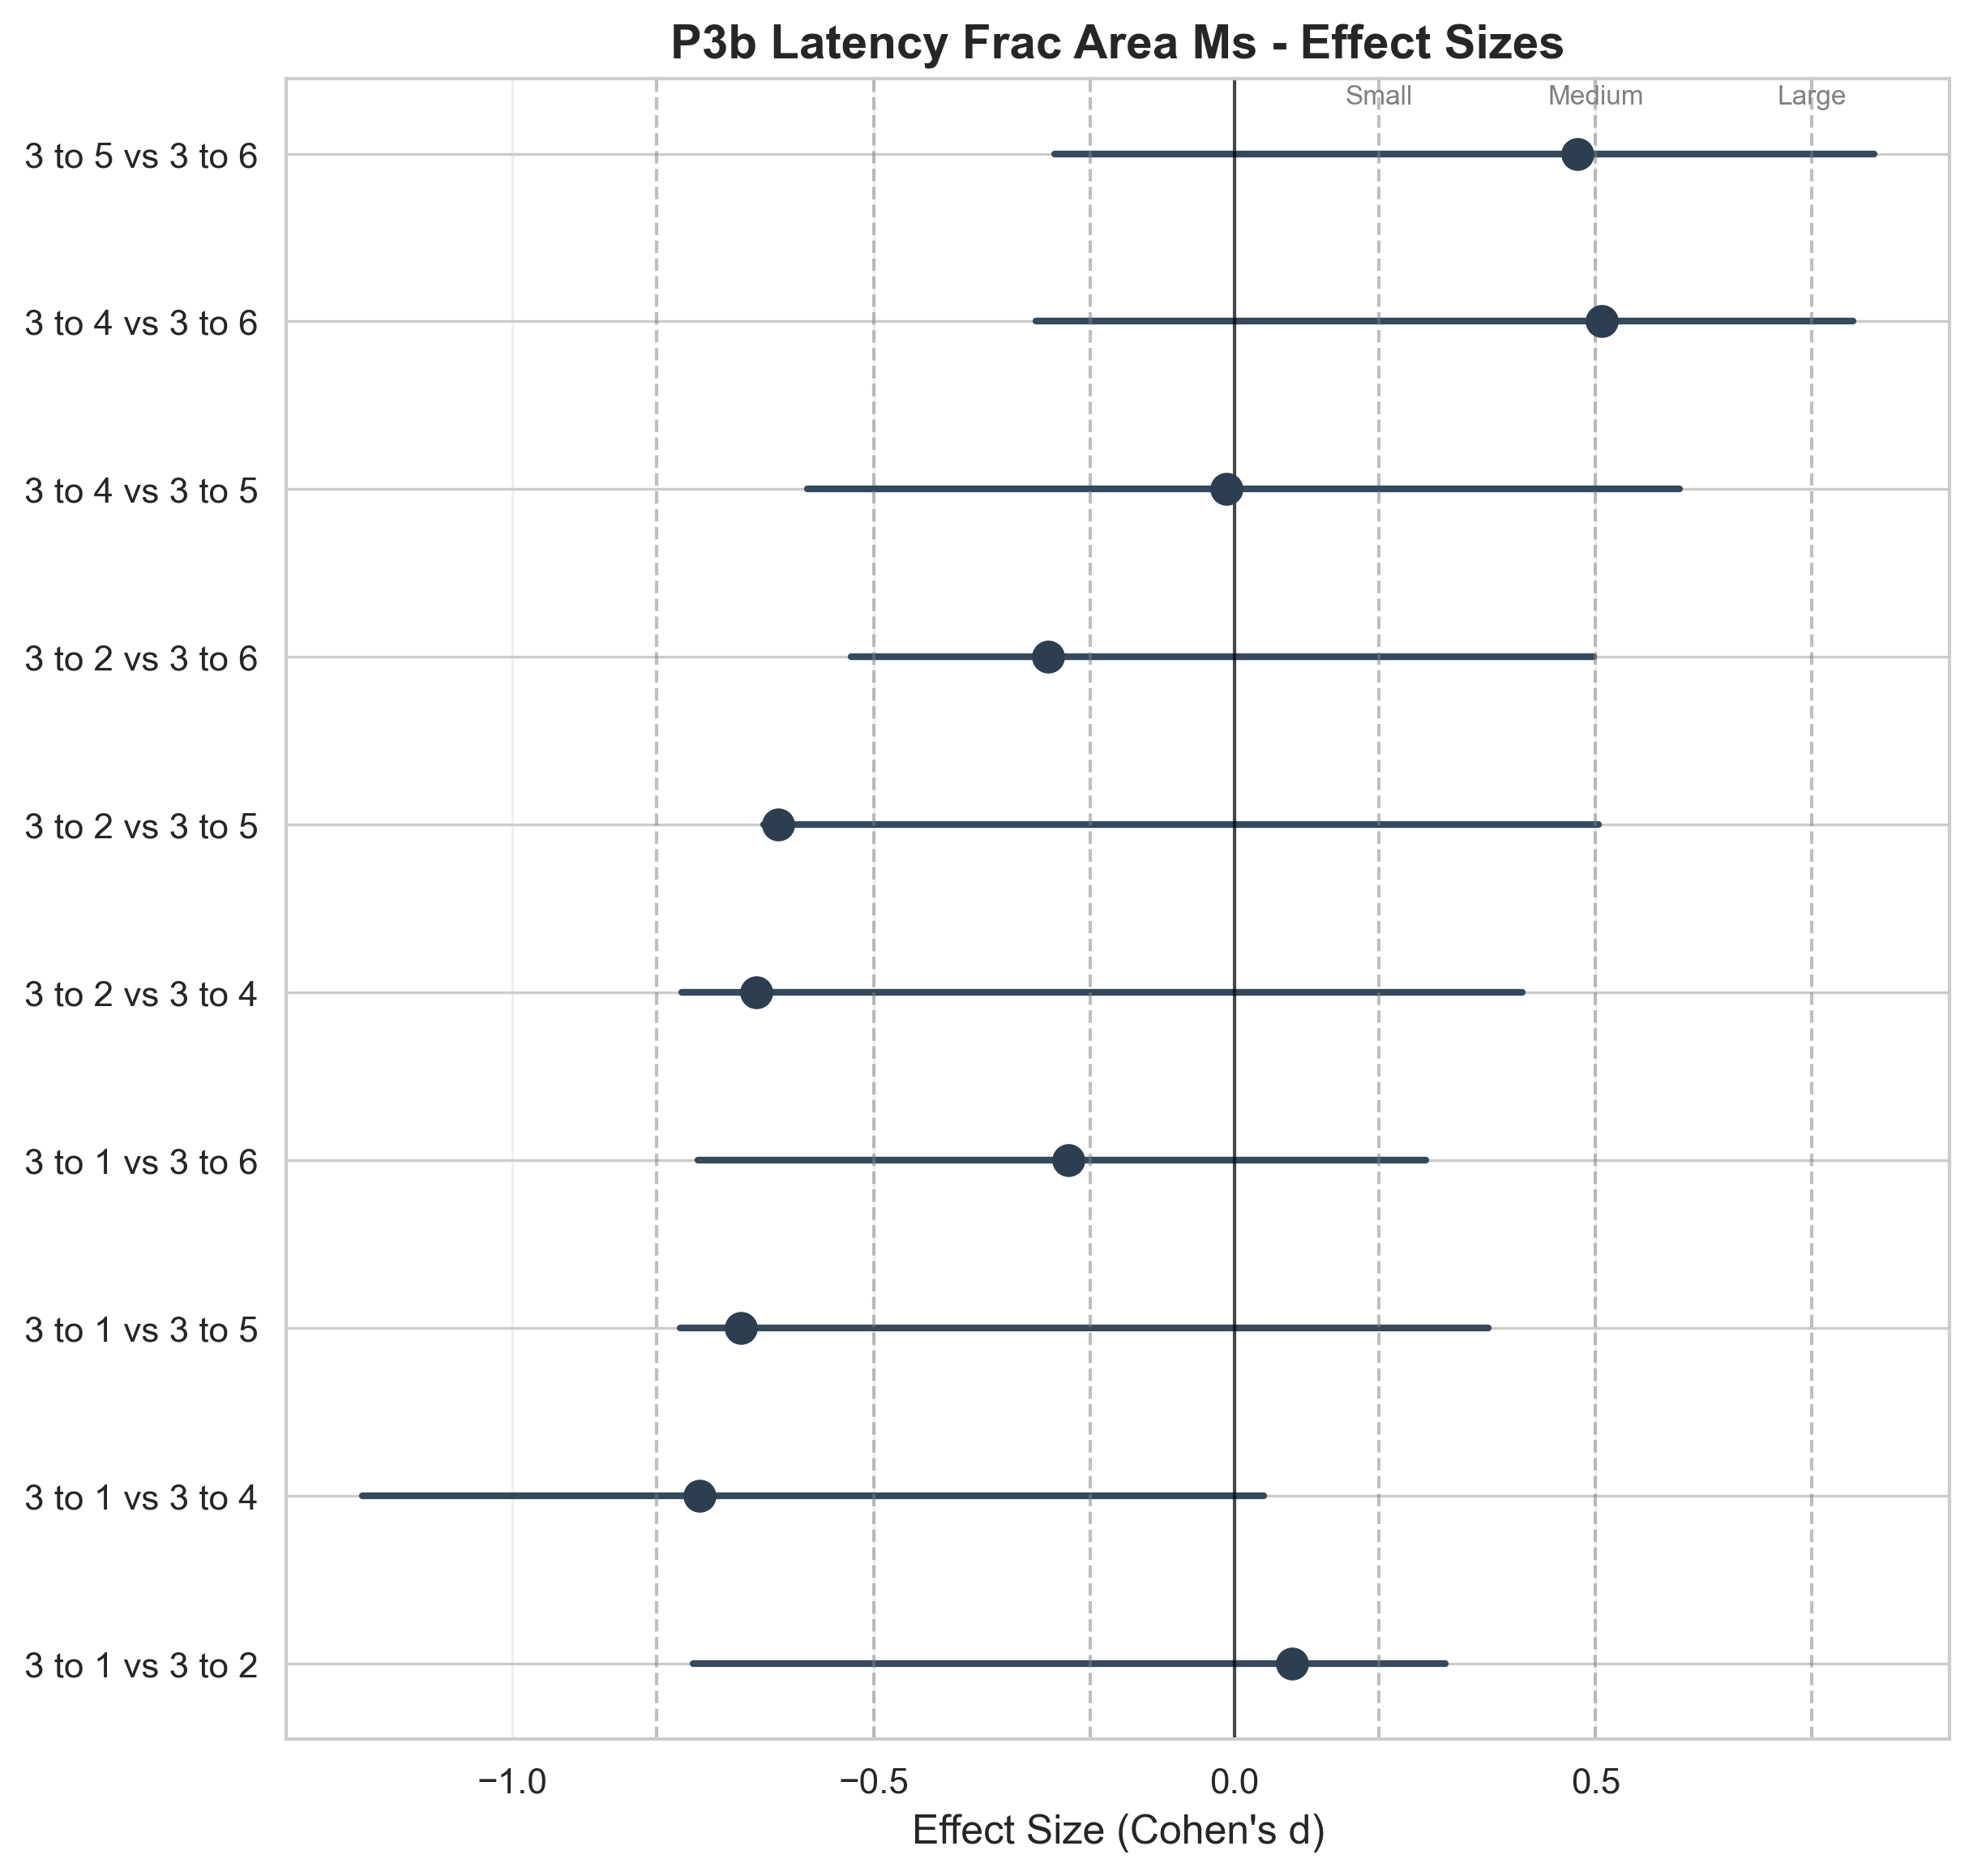 P3b Latency Frac Area Ms - Effect Sizes
Small Medium Large
3 to 5 vs 3 to 6
3 to 4 vs 3 to 6
3 to 4 vs 3 to 5
3 to 2 vs 3 to 6
3 to 2 vs 3 to 5
3 to 2 vs 3 to 4
3 to 1 vs 3 to 6
3 to 1 vs 3 to 5
3 to 1 vs 3 to 4
3 to 1 vs 3 to 2
−1.0 −0.5 0.0 0.5
Effect Size (Cohen's d)